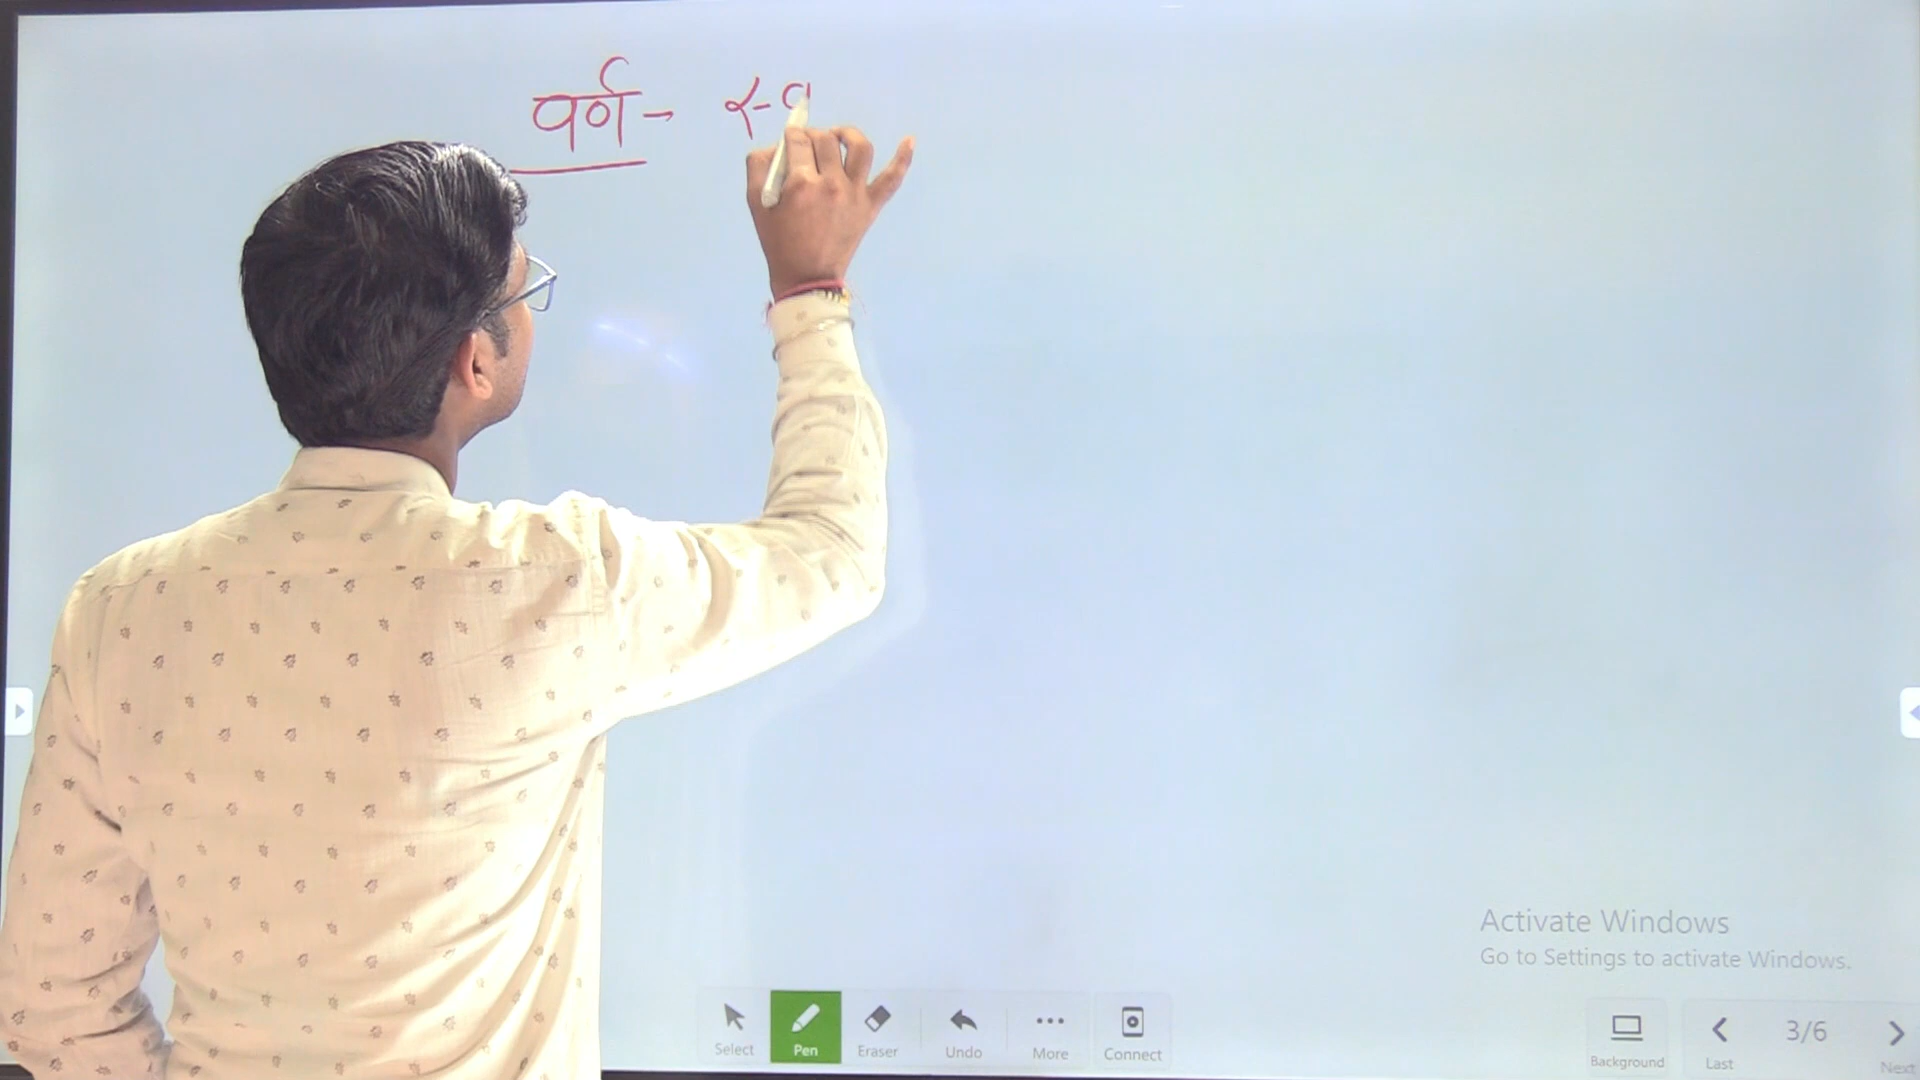 वर्ण -
Activate Windows
Go to Settings to activate Windows.
Select Pen Eraser Undo More Connect
Background Last 3/6 Next